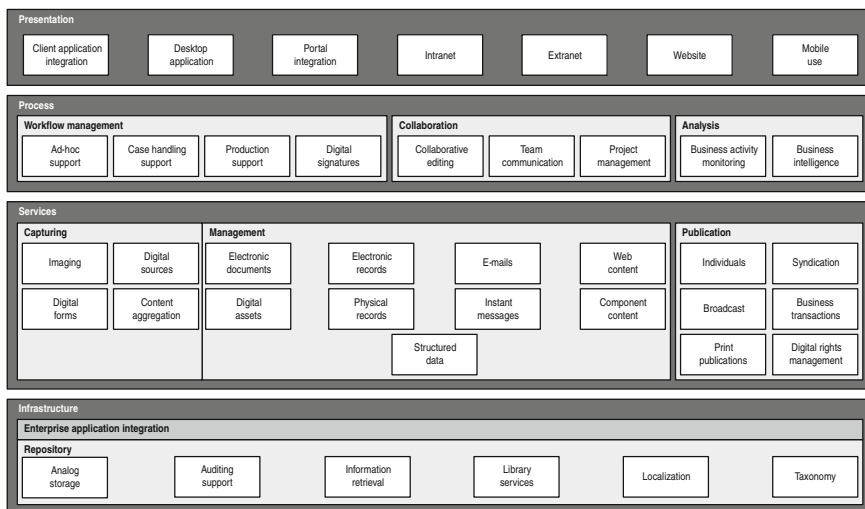 Presentation
Client application
integration
Desktop
application
Portal
integration
Intranet
Extranet
Website
Mobile
use
Process
Workflow management
Ad-hoc
support
Case handling
support
Production
support
Digital
signatures
Collaboration
Collaborative
editing
Team
communication
Project
management
Analysis
Business activity
monitoring
Business
intelligence
Services
Capturing
Imaging
Digital
sources
Digital
forms
Content
aggregation
Management
Electronic
documents
Electronic
records
E-mails
Web
content
Digital
assets
Physical
records
Instant
messages
Component
content
Structured
data
Publication
Individuals
Syndication
Broadcast
Business
transactions
Print
publications
Digital rights
management
Infrastructure
Enterprise application integration
Repository
Analog
storage
Auditing
support
Information
retrieval
Library
services
Localization
Taxonomy